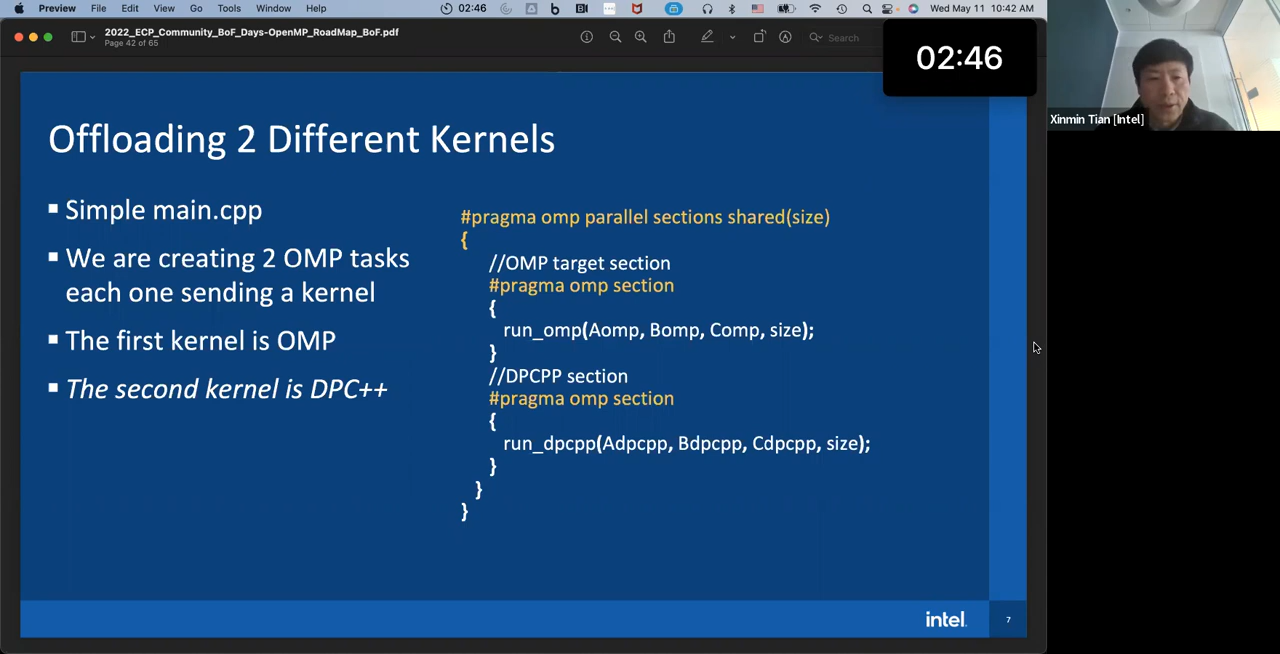 Preview File Edit View Go Tools Window Help 02:46 Wed May 11 10:42 AM
2022_ECP_Community_BoF_Days-OpenMP_RoadMap_BoF.pdf
Page 42 of 65
Search
02:46
Xinmin Tian [Intel]
Offloading 2 Different Kernels
▪ Simple main.cpp
▪ We are creating 2 OMP tasks
each one sending a kernel
▪ The first kernel is OMP
▪ The second kernel is DPC++
#pragma omp parallel sections shared(size)
{
//OMP target section
#pragma omp section
{
run_omp(Aomp, Bomp, Comp, size);
}
//DPCPP section
#pragma omp section
{
run_dpcpp(Adpcpp, Bdpcpp, Cdpcpp, size);
}
}
}
intel.
7